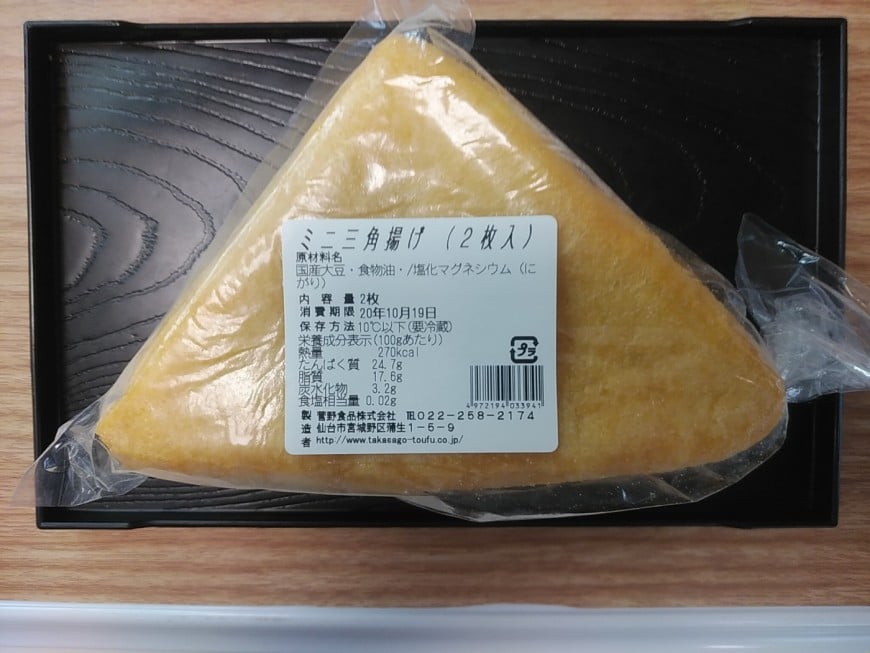 ミニ三角揚げ（２枚入）
原材料名
国産大豆・食物油・/塩化マグネシウム（に
がり）
内容量 2枚
消費期限 20年10月19日
保存方法 10℃以下(要冷蔵)
栄養成分表示(100gあたり)
熱量 270kcal
たんぱく質 24.7g
脂質 17.6g
炭水化物 3.2g
食塩相当量 0.02g
プラ
4972194033941
製造者 菅野食品株式会社 ℡022-258-2174
仙台市宮城野区蒲生1-5-9
http://www.takasago-toufu.co.jp/